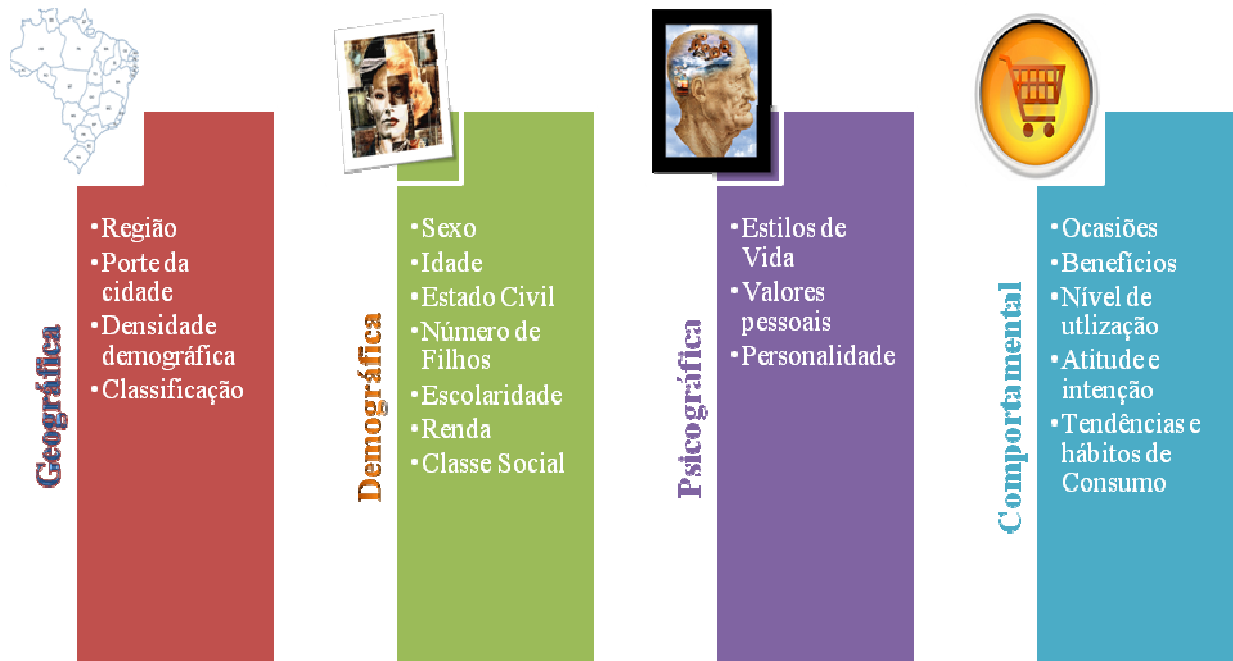 Geográfica
•Região
•Porte da
cidade
•Densidade
demográfica
•Classificação
Demográfica
•Sexo
•Idade
•Estado Civil
•Número de
Filhos
•Escolaridade
•Renda
•Classe Social
Psicográfica
•Estilos de
Vida
•Valores
pessoais
•Personalidade
Comportamental
•Ocasiões
•Benefícios
•Nível de
utlização
•Atitude e
intenção
•Tendências e
hábitos de
Consumo